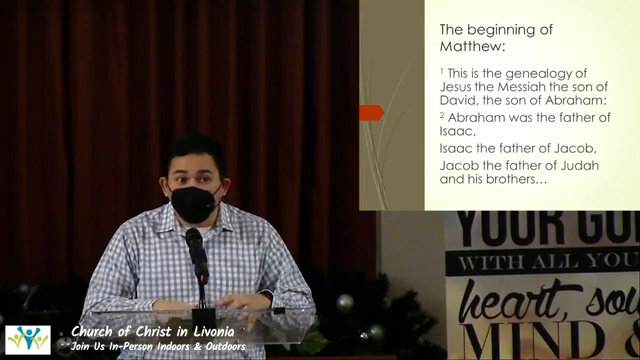 The beginning of
Matthew:
1 This is the genealogy of
Jesus the Messiah the son of
David, the son of Abraham:
2 Abraham was the father of
Isaac,
Isaac the father of Jacob,
Jacob the father of Judah
and his brothers…
YOUR GO
WITH ALL YOU
heart, sou
MIND &
Church of Christ in Livonia
Join Us In-Person Indoors & Outdoors